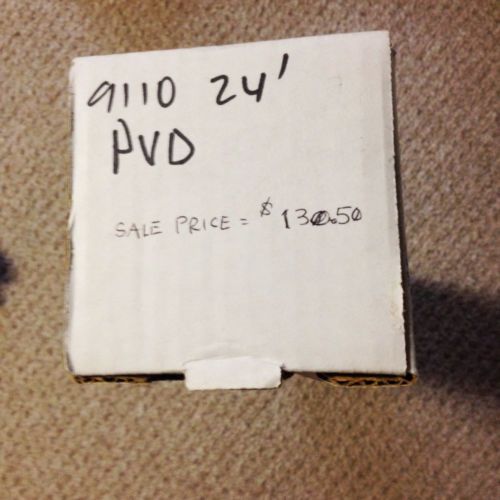 9110 24'
PVD
SALE PRICE = $ 130.50